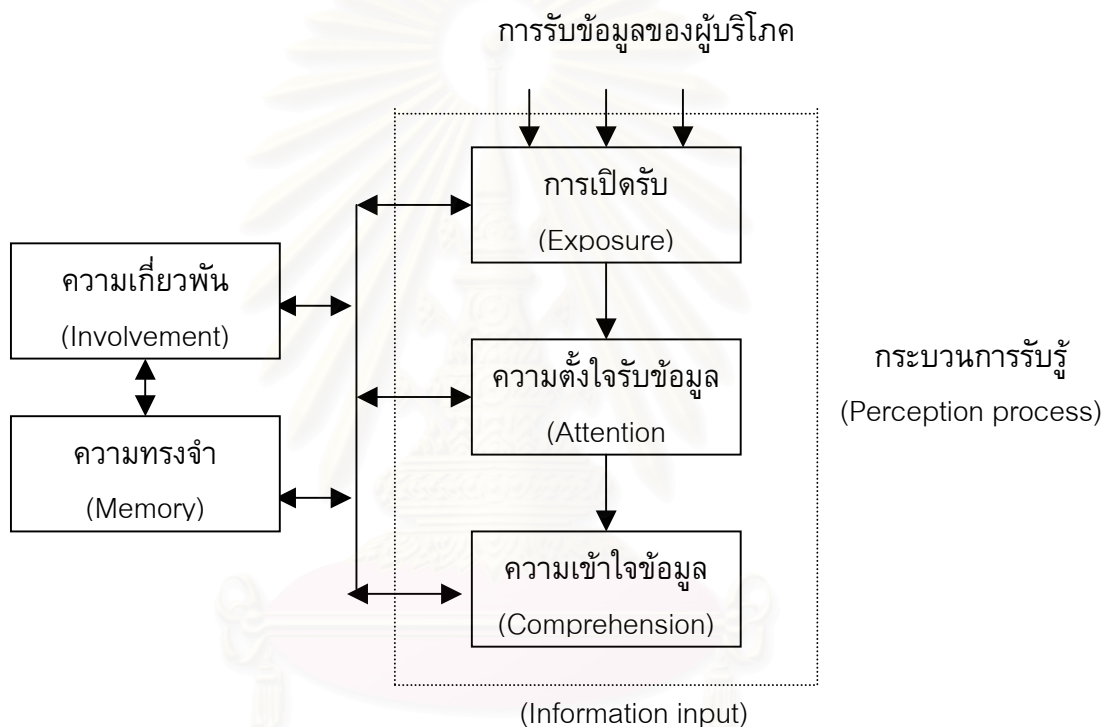 การรับข้อมูลของผู้บริโภค
การเปิดรับ
(Exposure)
ความเกี่ยวพัน
(Involvement)
ความตั้งใจรับข้อมูล
(Attention
กระบวนการรับรู้
(Perception process)
ความทรงจำ
(Memory)
ความเข้าใจข้อมูล
(Comprehension)
(Information input)